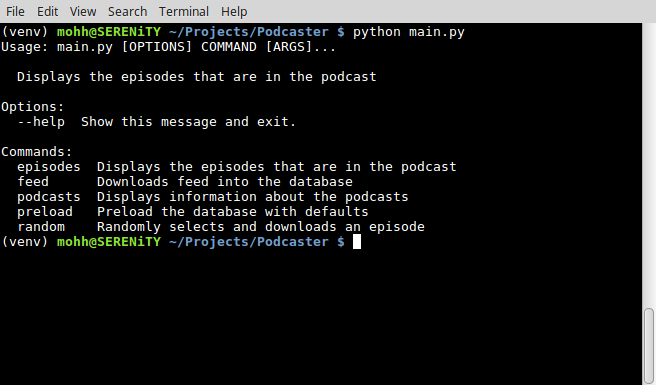 File Edit View Search Terminal Help
(venv) mohh@SERENiTY ~/Projects/Podcaster $ python main.py
Usage: main.py [OPTIONS] COMMAND [ARGS]...
Displays the episodes that are in the podcast
Options:
--help  Show this message and exit.
Commands:
episodes  Displays the episodes that are in the podcast
feed      Downloads feed into the database
podcasts  Displays information about the podcasts
preload   Preload the database with defaults
random    Randomly selects and downloads an episode
(venv) mohh@SERENiTY ~/Projects/Podcaster $